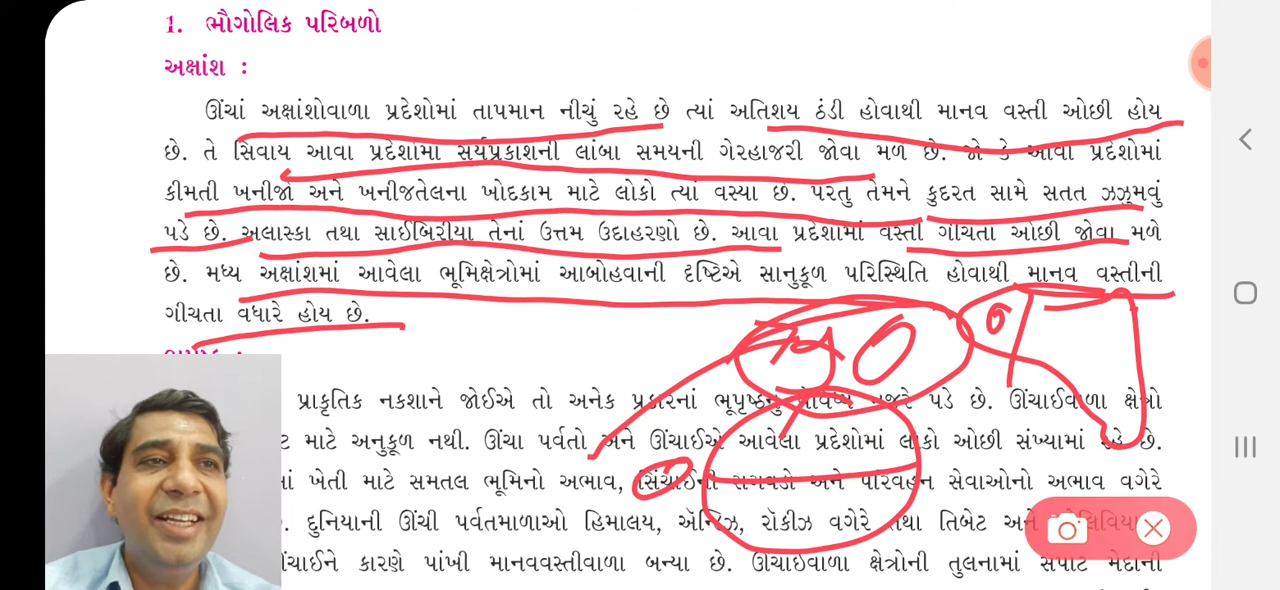 1. ભૌગોલિક પરિબળો
અક્ષાંશ :
ઊંચાં અક્ષાંશોવાળા પ્રદેશોમાં તાપમાન નીચું રહે છે ત્યાં અતિશય ઠંડી હોવાથી માનવ વસ્તી ઓછી હોય
છે. તે સિવાય આવા પ્રદેશોમાં સૂર્યપ્રકાશની લાંબા સમયની ગેરહાજરી જોવા મળે છે. જો કે આવા પ્રદેશોમાં
કીમતી ખનીજો અને ખનીજતેલના ખોદકામ માટે લોકો ત્યાં વસ્યા છે. પરંતુ તેમને કુદરત સામે સતત ઝઝૂમવું
પડે છે. અલાસ્કા તથા સાઈબિરીયા તેનાં ઉત્તમ ઉદાહરણો છે. આવા પ્રદેશોમાં વસ્તી ગીચતા ઓછી જોવા મળે
છે. મધ્ય અક્ષાંશમાં આવેલા ભૂમિક્ષેત્રોમાં આબોહવાની દૃષ્ટિએ સાનુકૂળ પરિસ્થિતિ હોવાથી માનવ વસ્તીની
ગીચતા વધારે હોય છે.
પ્રાકૃતિક નકશાને જોઈએ તો અનેક પ્રકારનાં ભૂપૃષ્ઠનું વૈવિધ્ય નજરે પડે છે. ઊંચાઈવાળા ક્ષેત્રો
માટે અનુકૂળ નથી. ઊંચા પર્વતો અને ઊંચાઈએ આવેલા પ્રદેશોમાં લોકો ઓછી સંખ્યામાં રહે છે.
ખેતી માટે સમતલ ભૂમિનો અભાવ, સિંચાઈની સગવડો અને પરિવહન સેવાઓનો અભાવ વગેરે
દુનિયાની ઊંચી પર્વતમાળાઓ હિમાલય, ઍન્ડિઝ, રૉકીઝ વગેરે તથા તિબેટ અને
કારણે પાંખી માનવવસ્તીવાળા બન્યા છે. ઊંચાઈવાળા ક્ષેત્રોની તુલનામાં સપાટ મેદાની